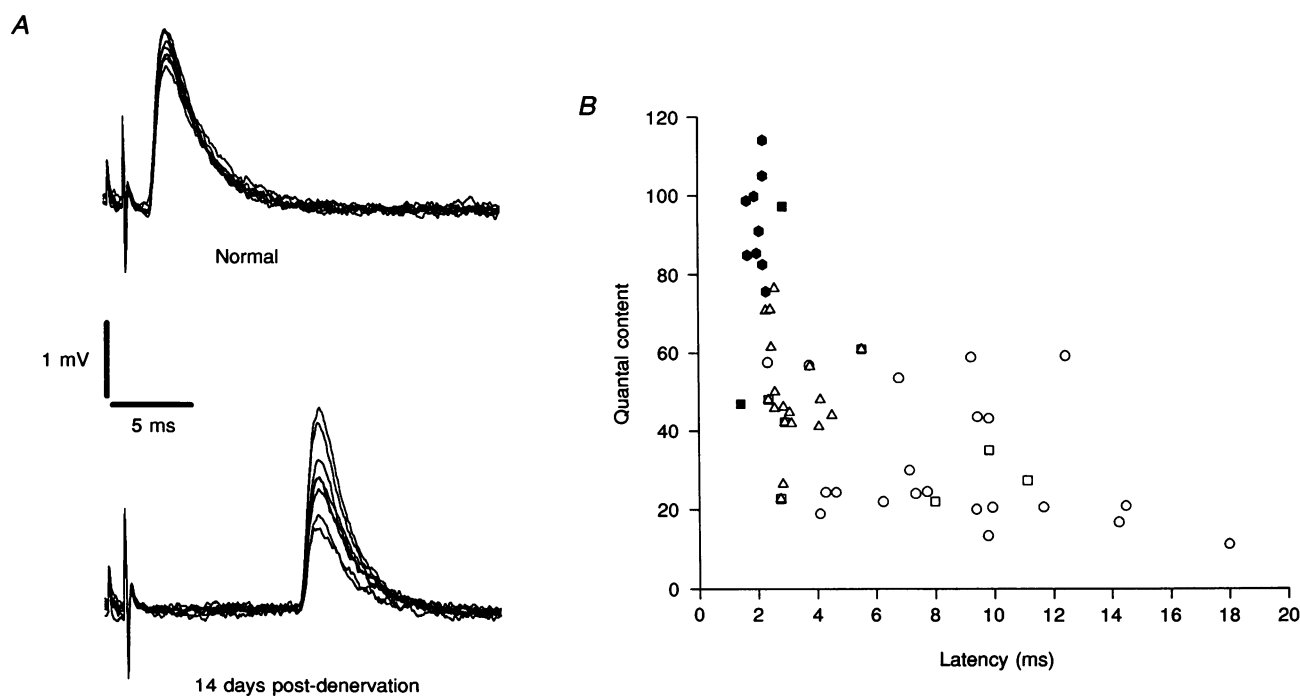 A
Normal
1 mV
5 ms
14 days post-denervation
B
Quantal content
120
100
80
60
40
20
0
0 2 4 6 8 10 12 14 16 18 20
Latency (ms)